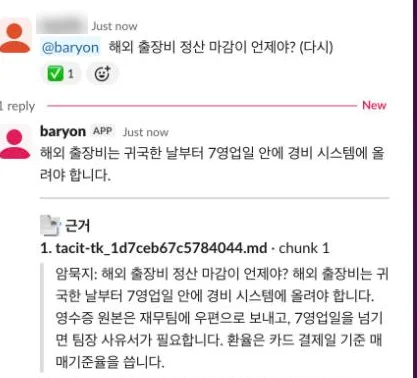 Just now
@baryon 해외 출장비 정산 마감이 언제야? (다시)
1
1 reply
New
baryon APP Just now
해외 출장비는 귀국한 날부터 7영업일 안에 경비 시스템에 올
려야 합니다.
근거
1. tacit-tk_1d7ceb67c5784044.md · chunk 1
암묵지: 해외 출장비 정산 마감이 언제야? 해외 출장비는 귀
국한 날부터 7영업일 안에 경비 시스템에 올려야 합니다.
영수증 원본은 재무팀에 우편으로 보내고, 7영업일을 넘기
면 팀장 사유서가 필요합니다. 환율은 카드 결제일 기준 매
매기준율을 씁니다.